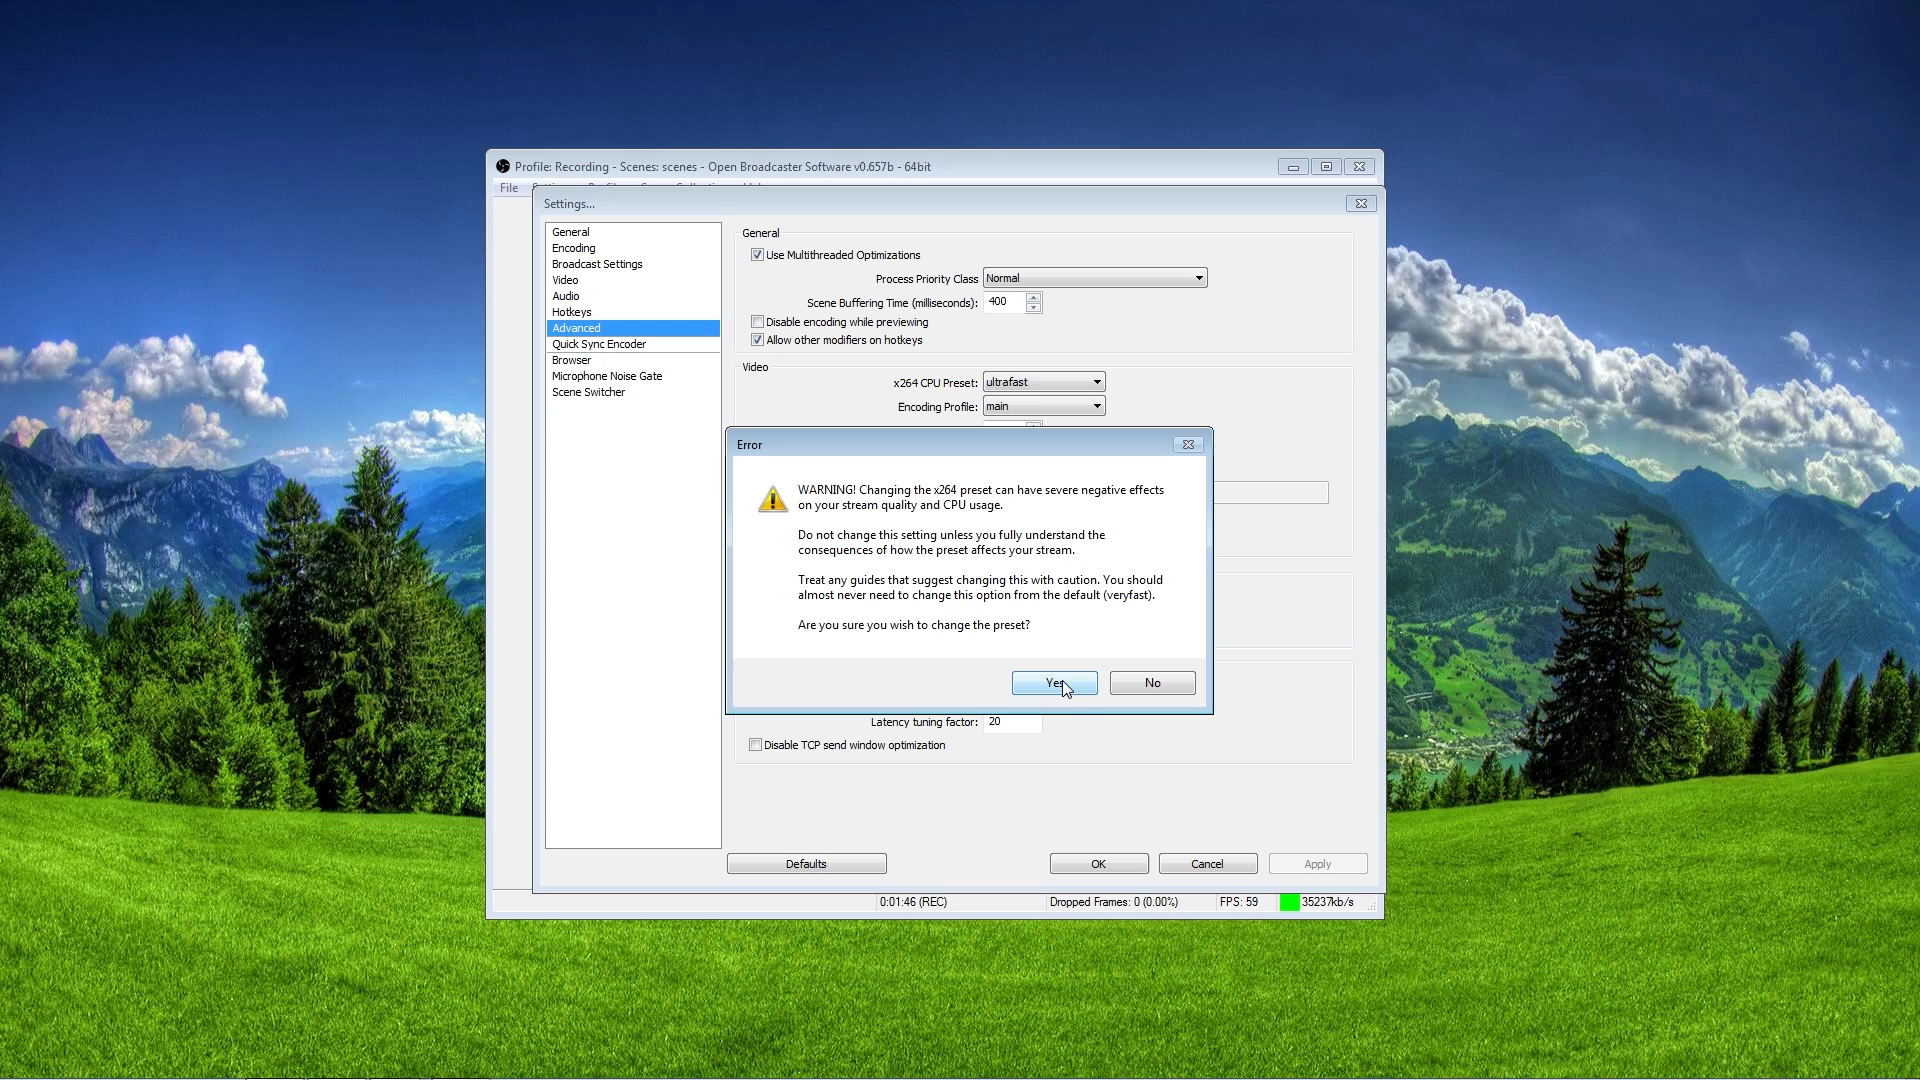 Profile: Recording - Scenes: scenes - Open Broadcaster Software v0.657b - 64bit
File
Settings...
General
Encoding
Broadcast Settings
Video
Audio
Hotkeys
Advanced
Quick Sync Encoder
Browser
Microphone Noise Gate
Scene Switcher
General
Use Multithreaded Optimizations
Process Priority Class Normal
Scene Buffering Time (milliseconds): 400
Disable encoding while previewing
Allow other modifiers on hotkeys
Video
x264 CPU Preset: ultrafast
Encoding Profile: main
Error
WARNING! Changing the x264 preset can have severe negative effects
on your stream quality and CPU usage.
Do not change this setting unless you fully understand the
consequences of how the preset affects your stream.
Treat any guides that suggest changing this with caution. You should
almost never need to change this option from the default (veryfast).
Are you sure you wish to change the preset?
Yes No
Latency tuning factor: 20
Disable TCP send window optimization
Defaults OK Cancel Apply
0:01:46 (REC) Dropped Frames: 0 (0.00%) FPS: 59 35237kb/s